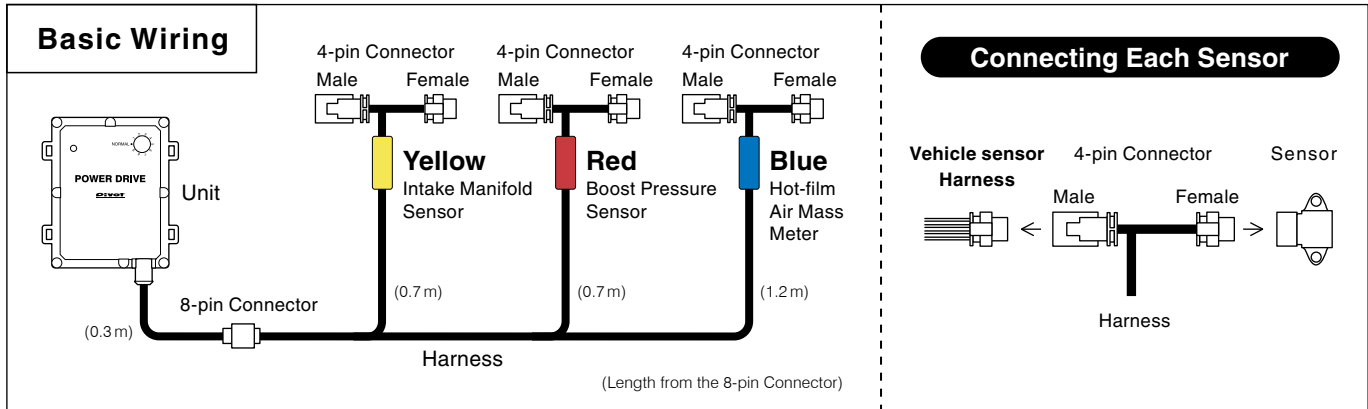 Basic Wiring
4-pin Connector
Male Female
4-pin Connector
Male Female
4-pin Connector
Male Female
NORMAL
POWER DRIVE
PIVOT
Unit
Yellow
Intake Manifold
Sensor
Red
Boost Pressure
Sensor
Blue
Hot-film
Air Mass
Meter
8-pin Connector
(0.3 m)
(0.7 m)
(0.7 m)
(1.2 m)
Harness
(Length from the 8-pin Connector)
Connecting Each Sensor
Vehicle sensor
Harness
4-pin Connector
Male Female
Sensor
Harness